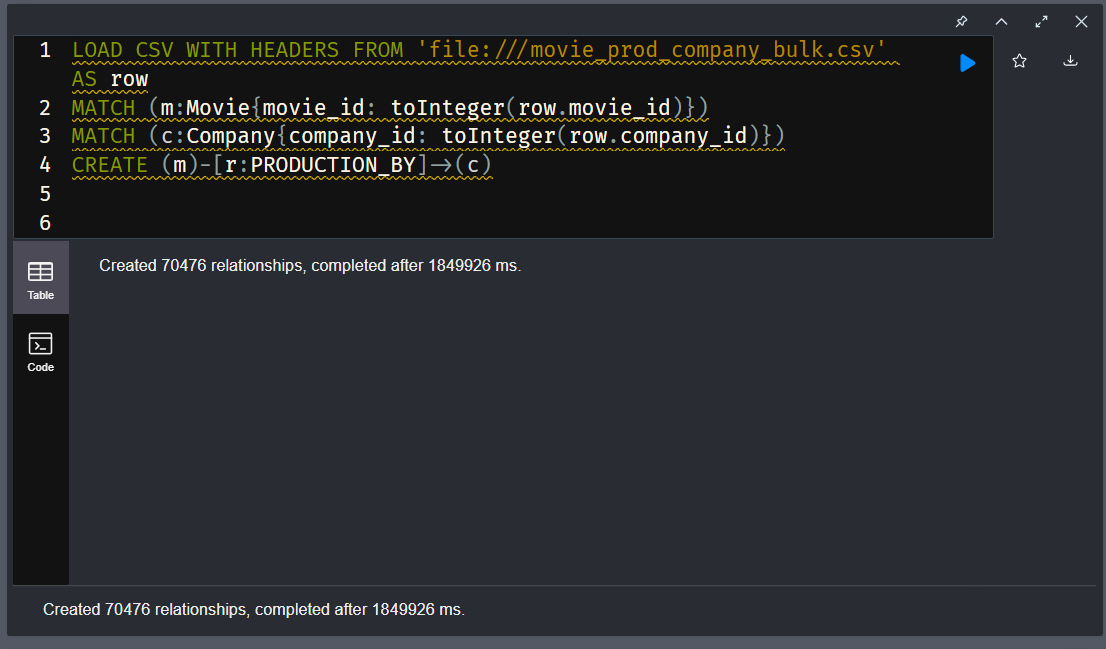 1 LOAD CSV WITH HEADERS FROM 'file:///movie_prod_company_bulk.csv'
AS row
2 MATCH (m:Movie{movie_id: toInteger(row.movie_id)})
3 MATCH (c:Company{company_id: toInteger(row.company_id)})
4 CREATE (m)-[r:PRODUCTION_BY]->(c)
5
6
Table
Created 70476 relationships, completed after 1849926 ms.
Code
Created 70476 relationships, completed after 1849926 ms.